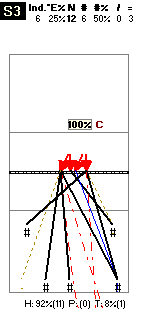 S3 Ind. "E% N # #% / =
6 25% 12 6 50% 0 3
100% C
# #
# # #
H: 92%(11) P:(0) T: 8%(1)